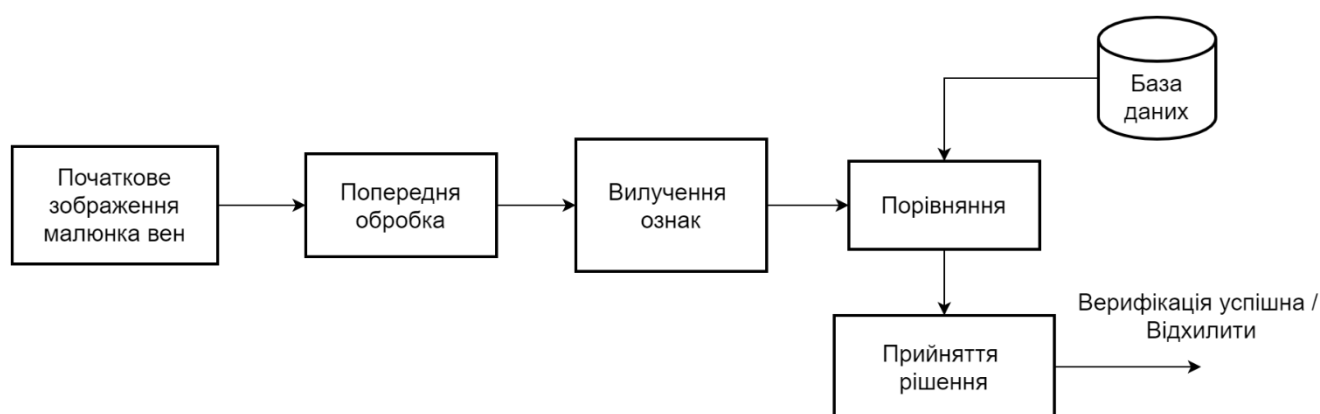 База
даних
Початкове
зображення
малюнка вен
Попередня
обробка
Вилучення
ознак
Порівняння
Прийняття
рішення
Верифікація успішна /
Відхилити